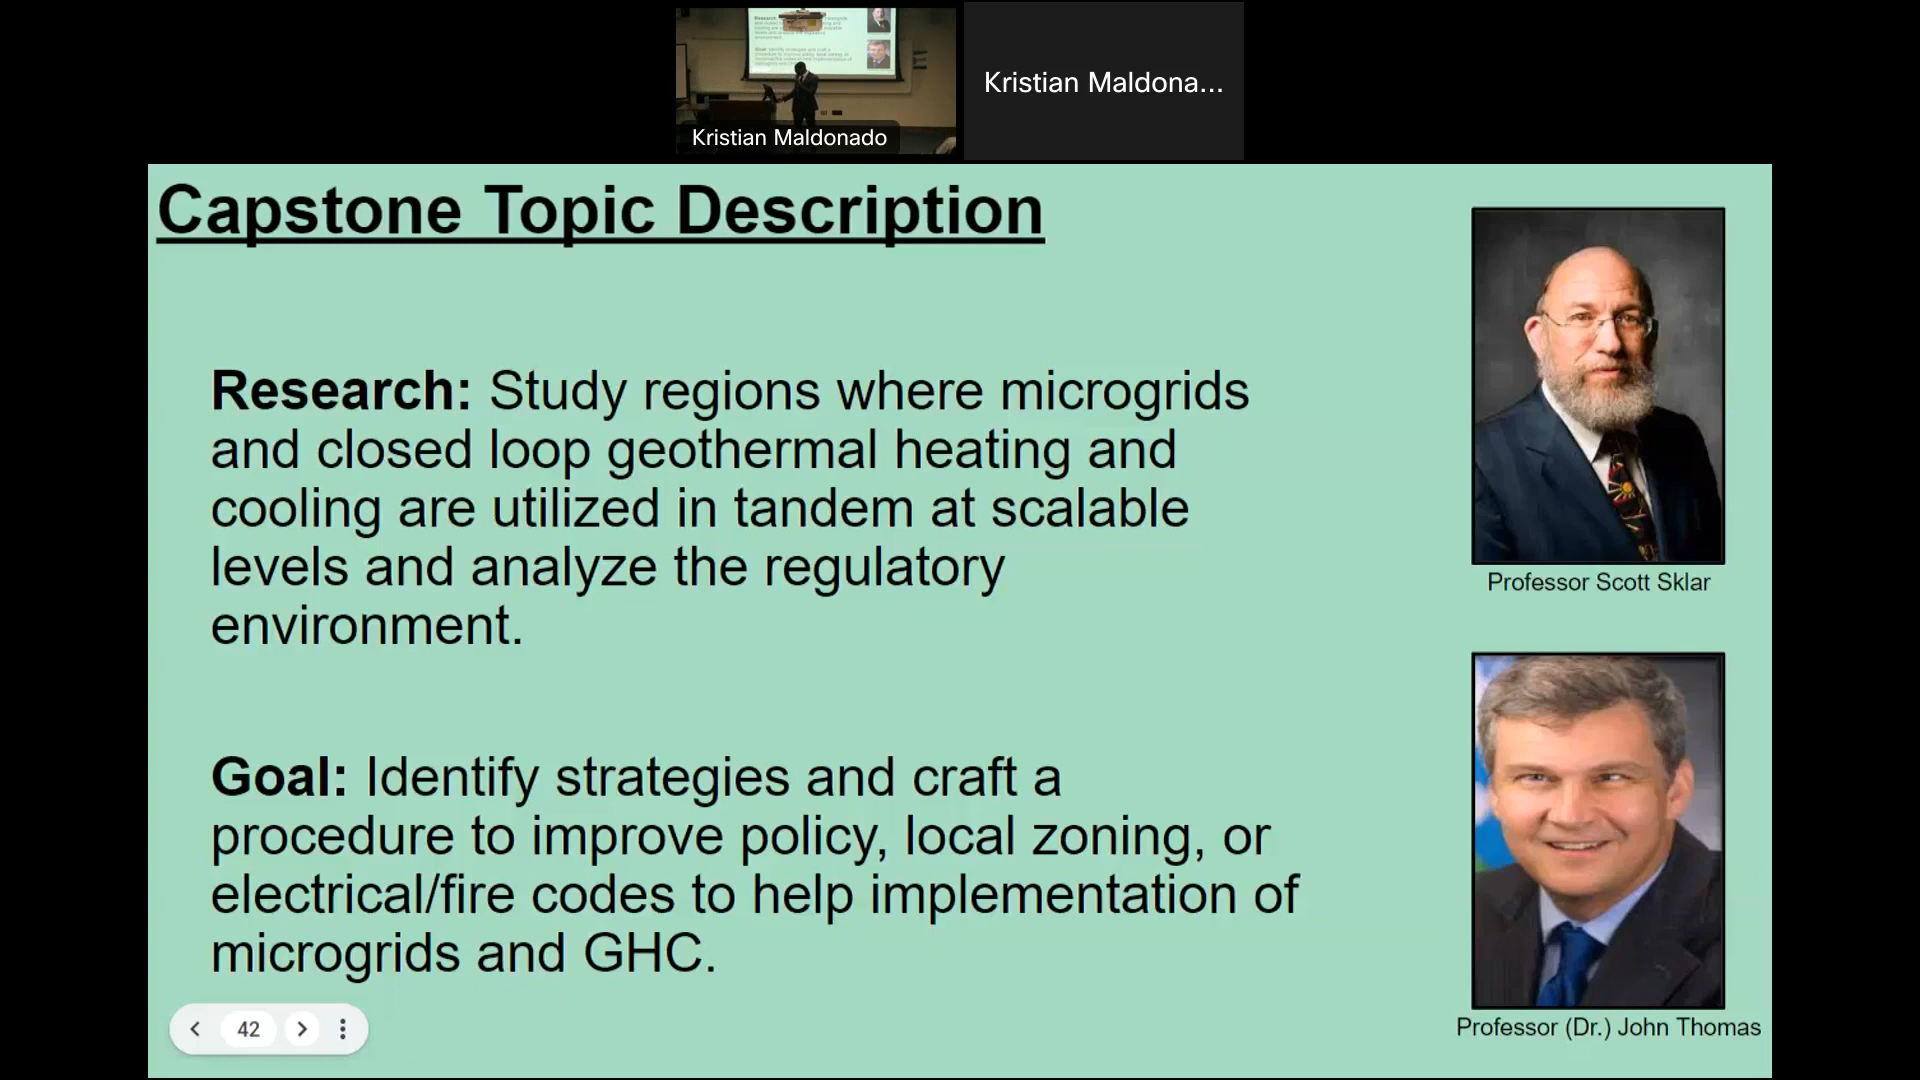 Kristian Maldonado
Kristian Maldona...
Capstone Topic Description
Research: Study regions where microgrids
and closed loop geothermal heating and
cooling are utilized in tandem at scalable
levels and analyze the regulatory
environment.
Professor Scott Sklar
Goal: Identify strategies and craft a
procedure to improve policy, local zoning, or
electrical/fire codes to help implementation of
microgrids and GHC.
Professor (Dr.) John Thomas
42